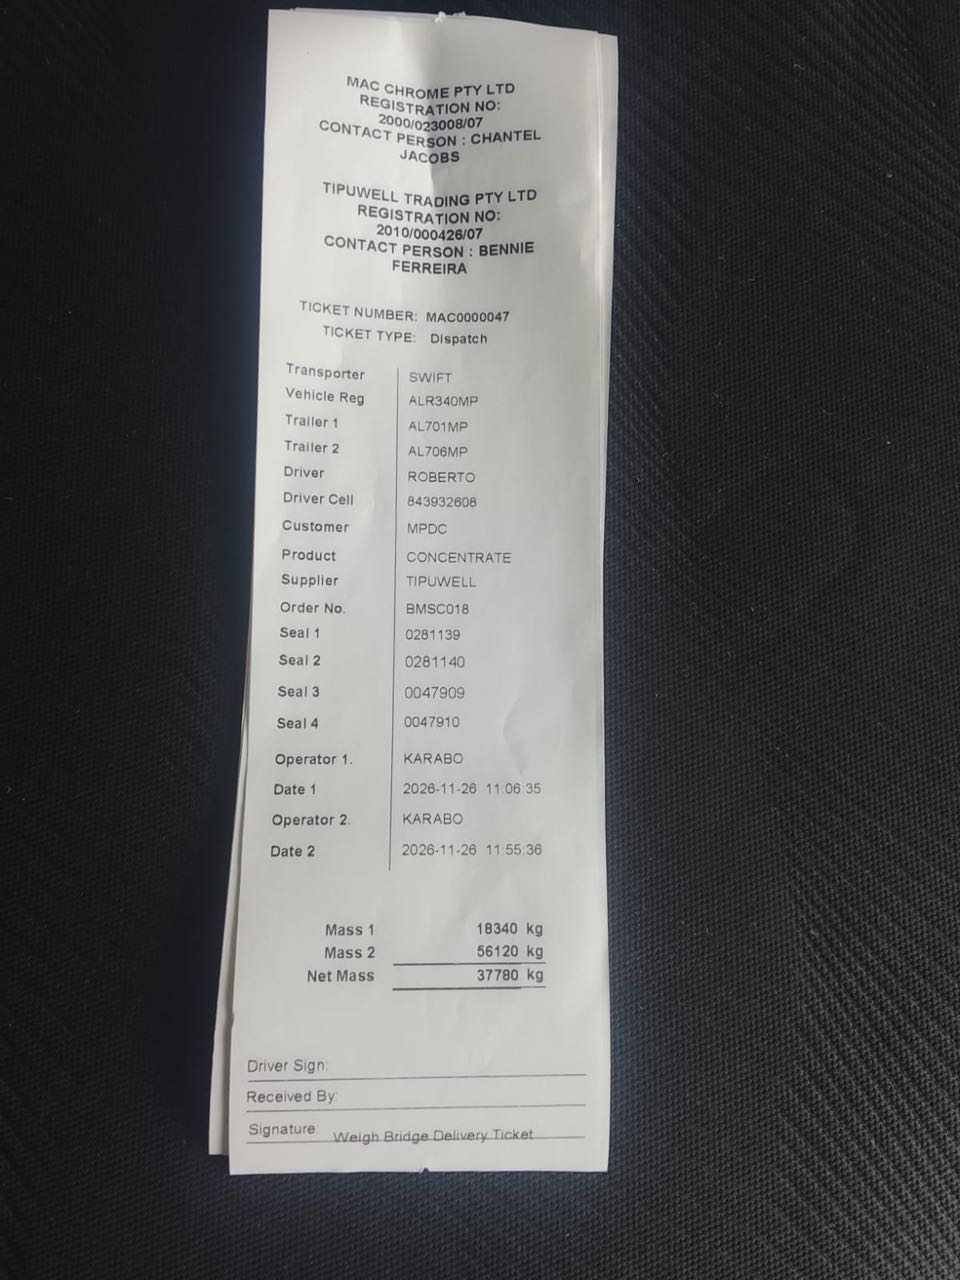 MAC CHROME PTY LTD
REGISTRATION NO:
2000/023008/07
CONTACT PERSON : CHANTEL
JACOBS
TIPUWELL TRADING PTY LTD
REGISTRATION NO:
2010/000426/07
CONTACT PERSON : BENNIE
FERREIRA
TICKET NUMBER: MAC0000047
TICKET TYPE: Dispatch
Transporter SWIFT
Vehicle Reg ALR340MP
Trailer 1 AL701MP
Trailer 2 AL706MP
Driver ROBERTO
Driver Cell 843932608
Customer MPDC
Product CONCENTRATE
Supplier TIPUWELL
Order No. BMSC018
Seal 1 0281139
Seal 2 0281140
Seal 3 0047909
Seal 4 0047910
Operator 1. KARABO
Date 1 2026-11-26 11:06:35
Operator 2. KARABO
Date 2 2026-11-26 11:55:36
Mass 1 18340 kg
Mass 2 56120 kg
Net Mass 37780 kg
Driver Sign:
Received By:
Signature: Weigh Bridge Delivery Ticket